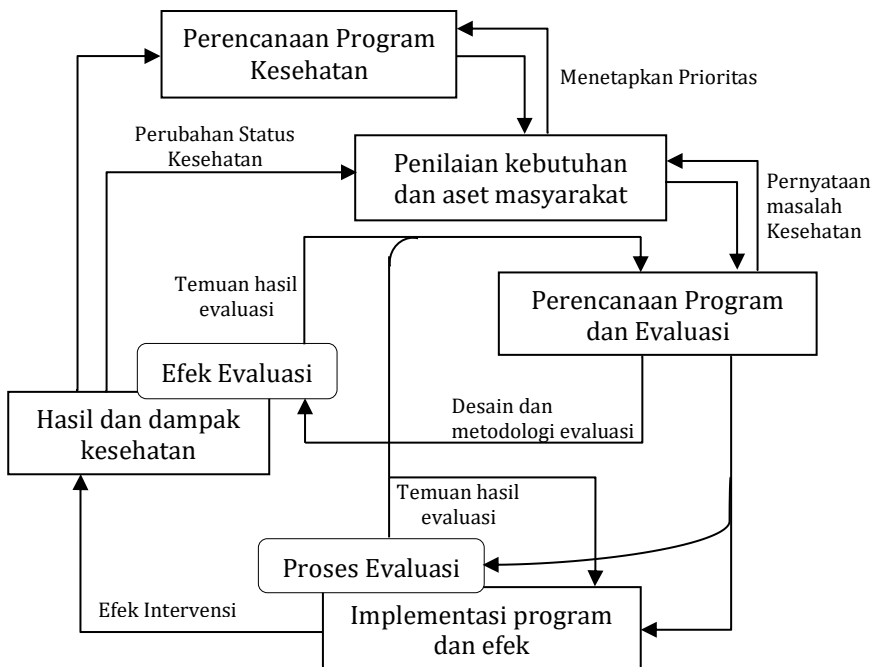 Perencanaan Program
Kesehatan
Menetapkan Prioritas
Perubahan Status
Kesehatan
Penilaian kebutuhan
dan aset masyarakat
Pernyataan
masalah
Kesehatan
Temuan hasil
evaluasi
Perencanaan Program
dan Evaluasi
Efek Evaluasi
Hasil dan dampak
kesehatan
Desain dan
metodologi evaluasi
Temuan hasil
evaluasi
Proses Evaluasi
Efek Intervensi
Implementasi program
dan efek